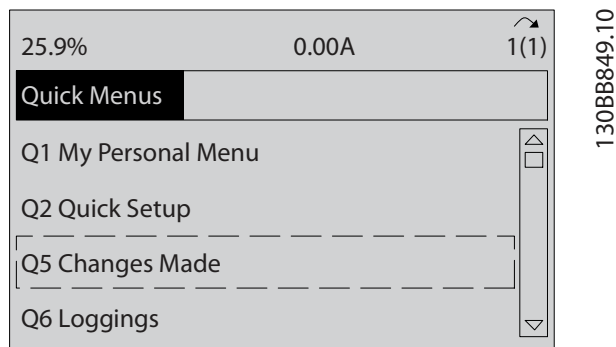 25.9% 0.00A 1(1)
Quick Menus
Q1 My Personal Menu
Q2 Quick Setup
Q5 Changes Made
Q6 Loggings
130BB849.10